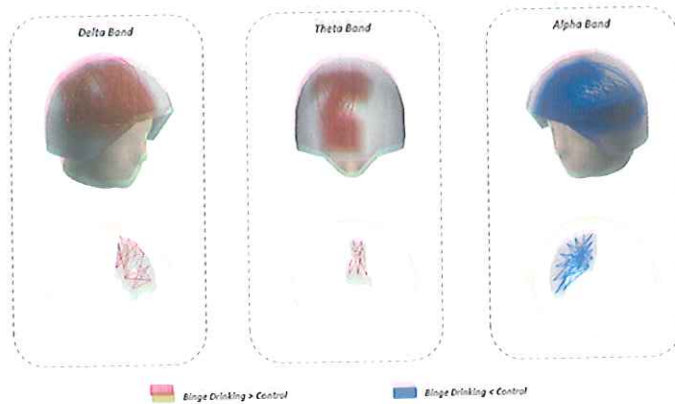 Delta Band
Theta Band
Alpha Band
Binge Drinking > Control
Binge Drinking < Control